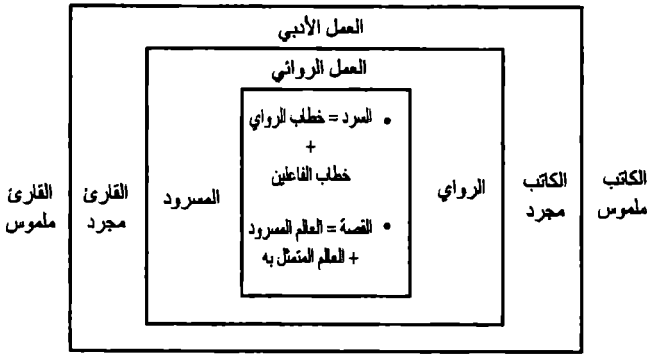 العمل الأدبي
العمل الروائي
• السرد = خطاب الرواي
+
خطاب الفاعلين
• القصة = العالم المسرود
+ العالم المتمثل به
الكاتب
ملموس
الكاتب
مجرد
الرواي
المسرود
القارئ
مجرد
القارئ
ملموس